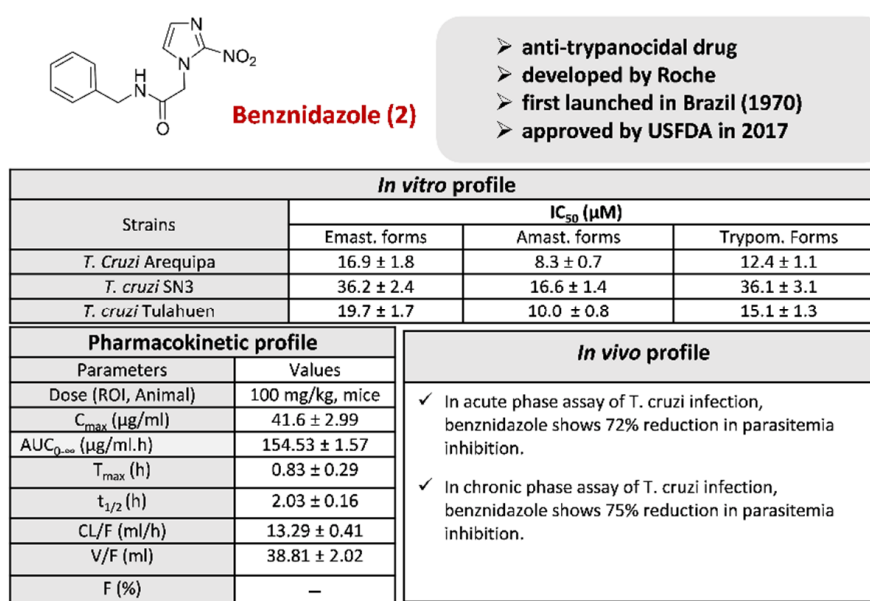 N
N
NO₂
H
N
O
Benznidazole (2)
➢ anti-trypanocidal drug
➢ developed by Roche
➢ first launched in Brazil (1970)
➢ approved by USFDA in 2017
In vitro profile
Strains
IC₅₀ (µM)
Emast. forms Amast. forms Trypom. Forms
T. Cruzi Arequipa 16.9 ± 1.8 8.3 ± 0.7 12.4 ± 1.1
T. cruzi SN3 36.2 ± 2.4 16.6 ± 1.4 36.1 ± 3.1
T. cruzi Tulahuen 19.7 ± 1.7 10.0 ± 0.8 15.1 ± 1.3
Pharmacokinetic profile
Parameters Values
Dose (ROI, Animal) 100 mg/kg, mice
Cmax (µg/ml) 41.6 ± 2.99
AUC0-∞ (µg/ml.h) 154.53 ± 1.57
Tmax (h) 0.83 ± 0.29
t1/2 (h) 2.03 ± 0.16
CL/F (ml/h) 13.29 ± 0.41
V/F (ml) 38.81 ± 2.02
F (%) –
In vivo profile
✓ In acute phase assay of T. cruzi infection,
benznidazole shows 72% reduction in parasitemia
inhibition.
✓ In chronic phase assay of T. cruzi infection,
benznidazole shows 75% reduction in parasitemia
inhibition.